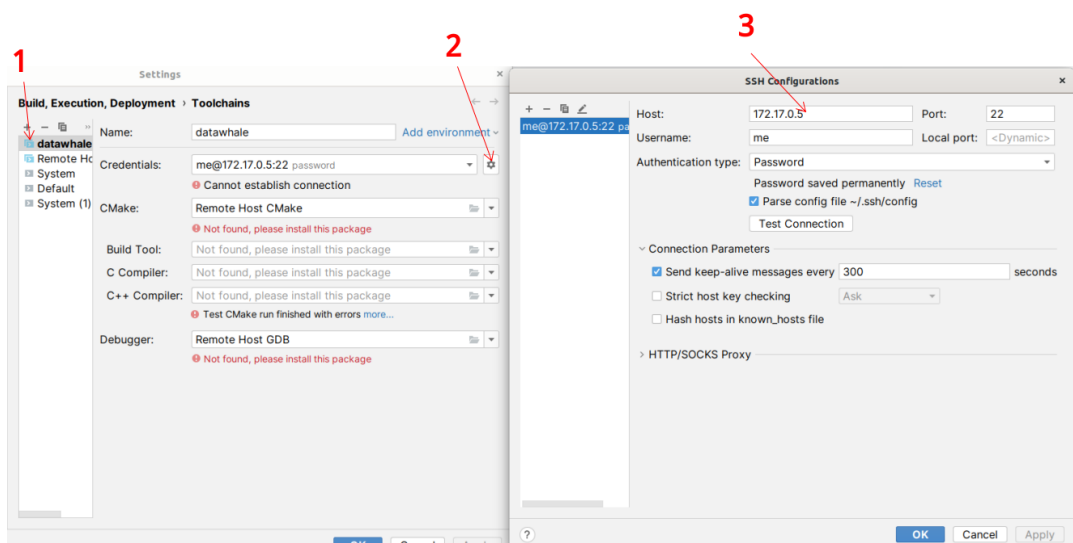 1
2
3
Settings
Build, Execution, Deployment › Toolchains
datawhale
Remote Ho
System
Default
System (1)
Name:
datawhale
Add environment
Credentials:
me@172.17.0.5:22 password
Cannot establish connection
CMake:
Remote Host CMake
Not found, please install this package
Build Tool:
Not found, please install this package
C Compiler:
Not found, please install this package
C++ Compiler:
Not found, please install this package
Test CMake run finished with errors more...
Debugger:
Remote Host GDB
Not found, please install this package
SSH Configurations
me@172.17.0.5:22 pa
Host:
172.17.0.5
Port:
22
Username:
me
Local port:
<Dynamic>
Authentication type:
Password
Password saved permanently Reset
Parse config file ~/.ssh/config
Test Connection
Connection Parameters
Send keep-alive messages every
300
seconds
Strict host key checking
Ask
Hash hosts in known_hosts file
HTTP/SOCKS Proxy
?
OK
Cancel
Apply